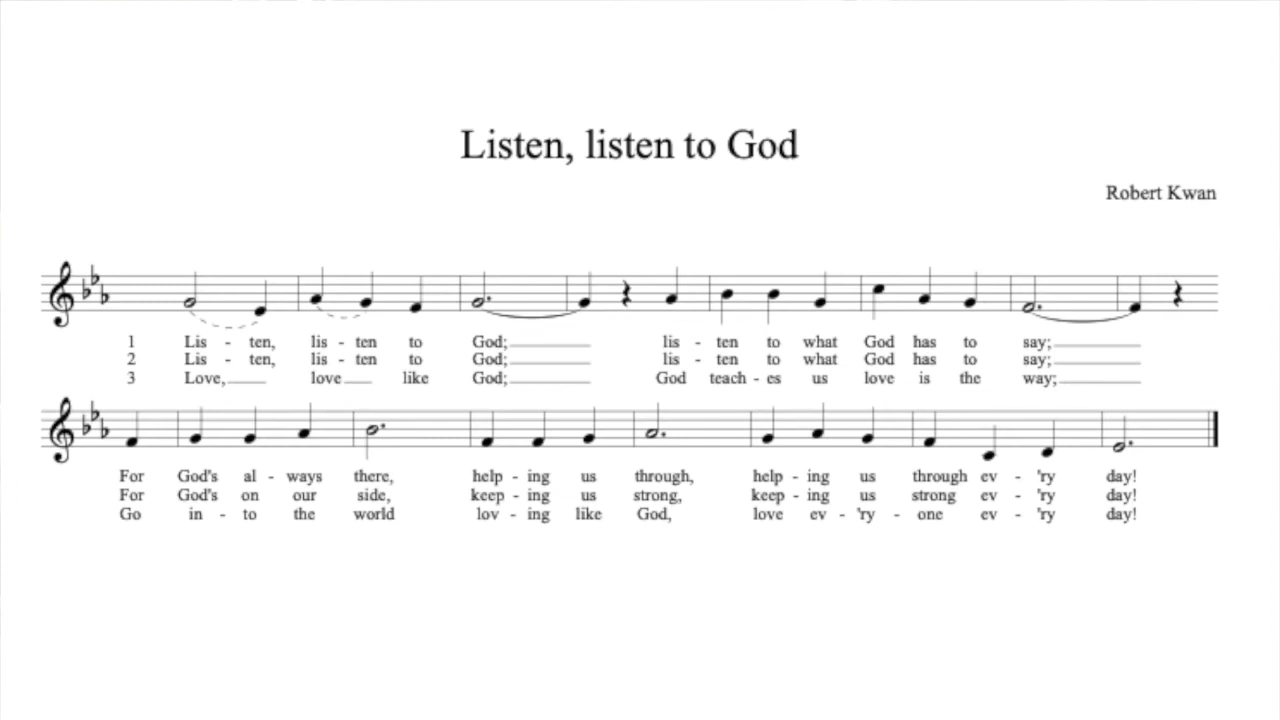 Listen, listen to God
Robert Kwan
1 Lis - ten, lis - ten to God; lis - ten to what God has to say;
2 Lis - ten, lis - ten to God; lis - ten to what God has to say;
3 Love, love like God; God teach - es us love is the way;
For God's al - ways there, help - ing us through, help - ing us through ev - 'ry day!
For God's on our side, keep - ing us strong, keep - ing us strong ev - 'ry day!
Go in - to the world lov - ing like God, love ev - 'ry - one ev - 'ry day!